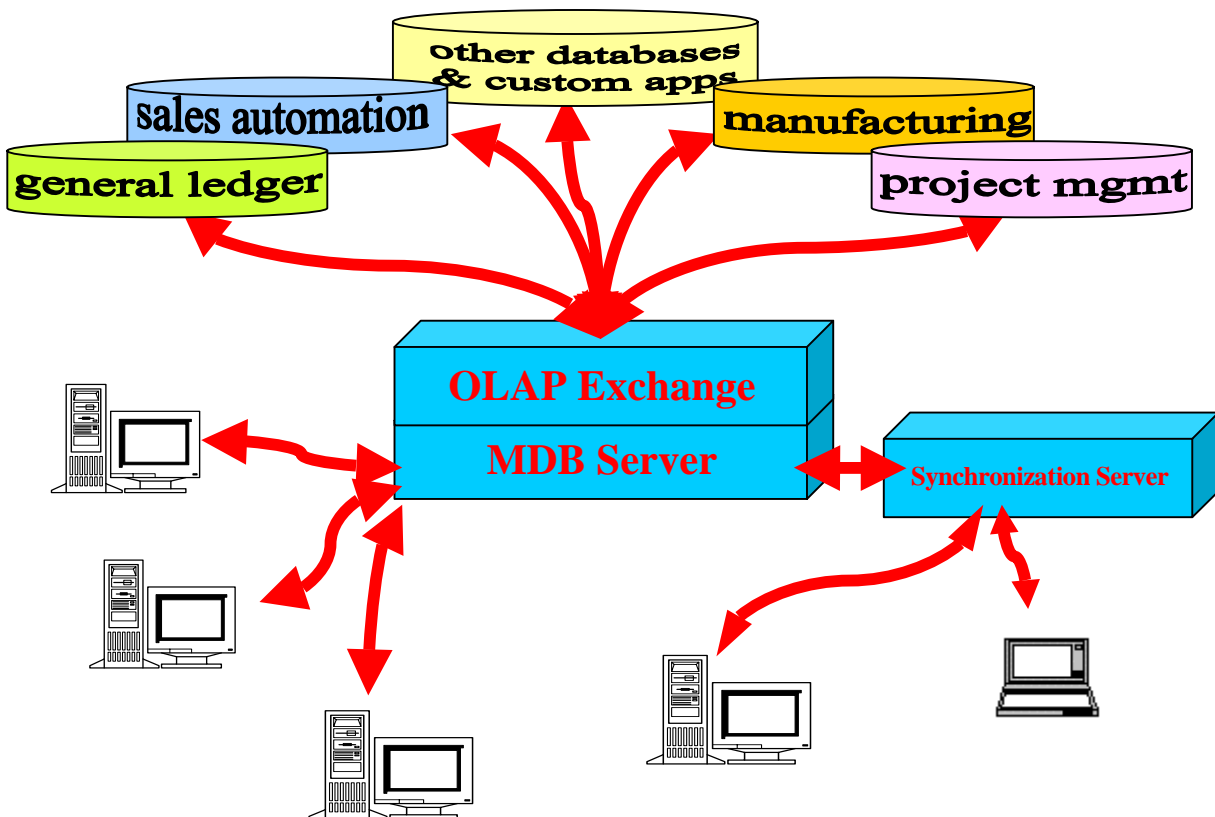 other databases
& custom apps
sales automation
manufacturing
general ledger
project mgmt
OLAP Exchange
MDB Server
Synchronization Server